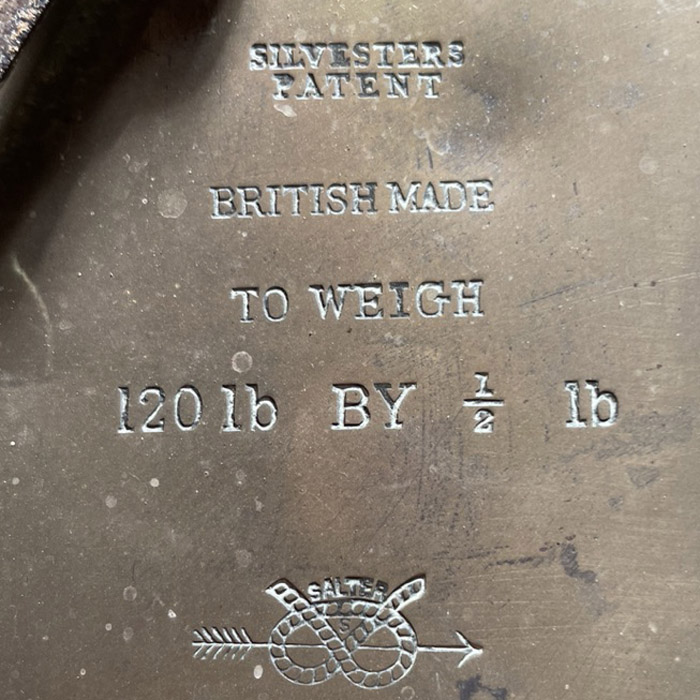 SILVESTERS
PATENT
BRITISH MADE
TO WEIGH
120 lb BY ½ lb
SALTER
S